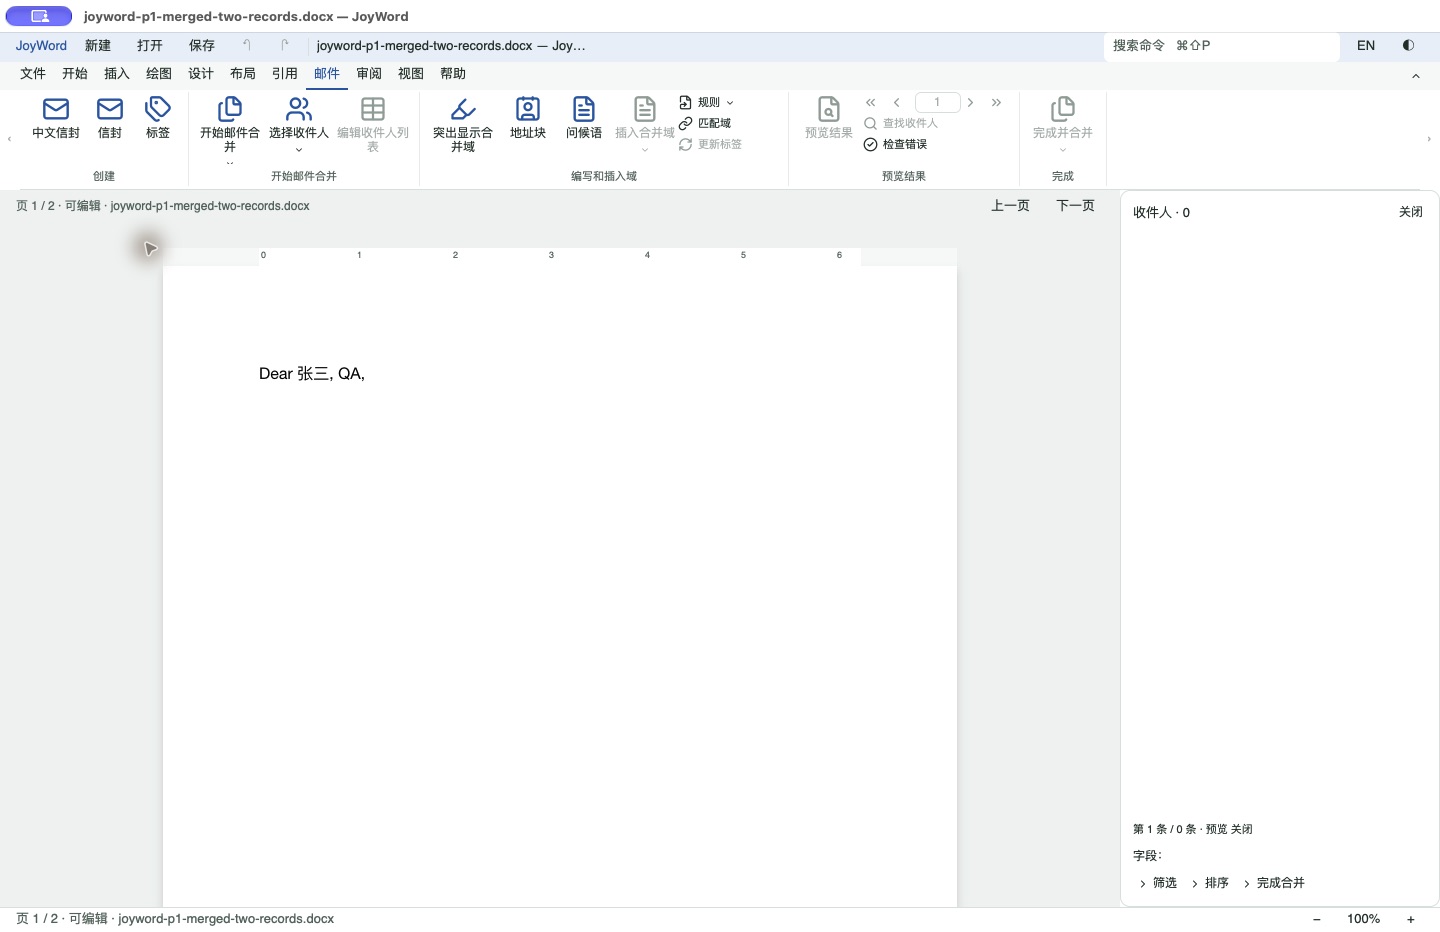 joyword-p1-merged-two-records.docx — JoyWord
JoyWord 新建 打开 保存 joyword-p1-merged-two-records.docx — Joy… 搜索命令 ⌘⇧P EN
文件 开始 插入 绘图 设计 布局 引用 邮件 审阅 视图 帮助
中文信封 信封 标签
创建
开始邮件合并 选择收件人 编辑收件人列表
开始邮件合并
突出显示合并域 地址块 问候语 插入合并域
规则
匹配域
更新标签
编写和插入域
预览结果
1
查找收件人
检查错误
预览结果
完成并合并
完成
页 1 / 2 · 可编辑 · joyword-p1-merged-two-records.docx 上一页 下一页
收件人 · 0 关闭
0 1 2 3 4 5 6
Dear 张三, QA,
第 1 条 / 0 条 · 预览 关闭
字段：
筛选 排序 完成合并
页 1 / 2 · 可编辑 · joyword-p1-merged-two-records.docx − 100% +